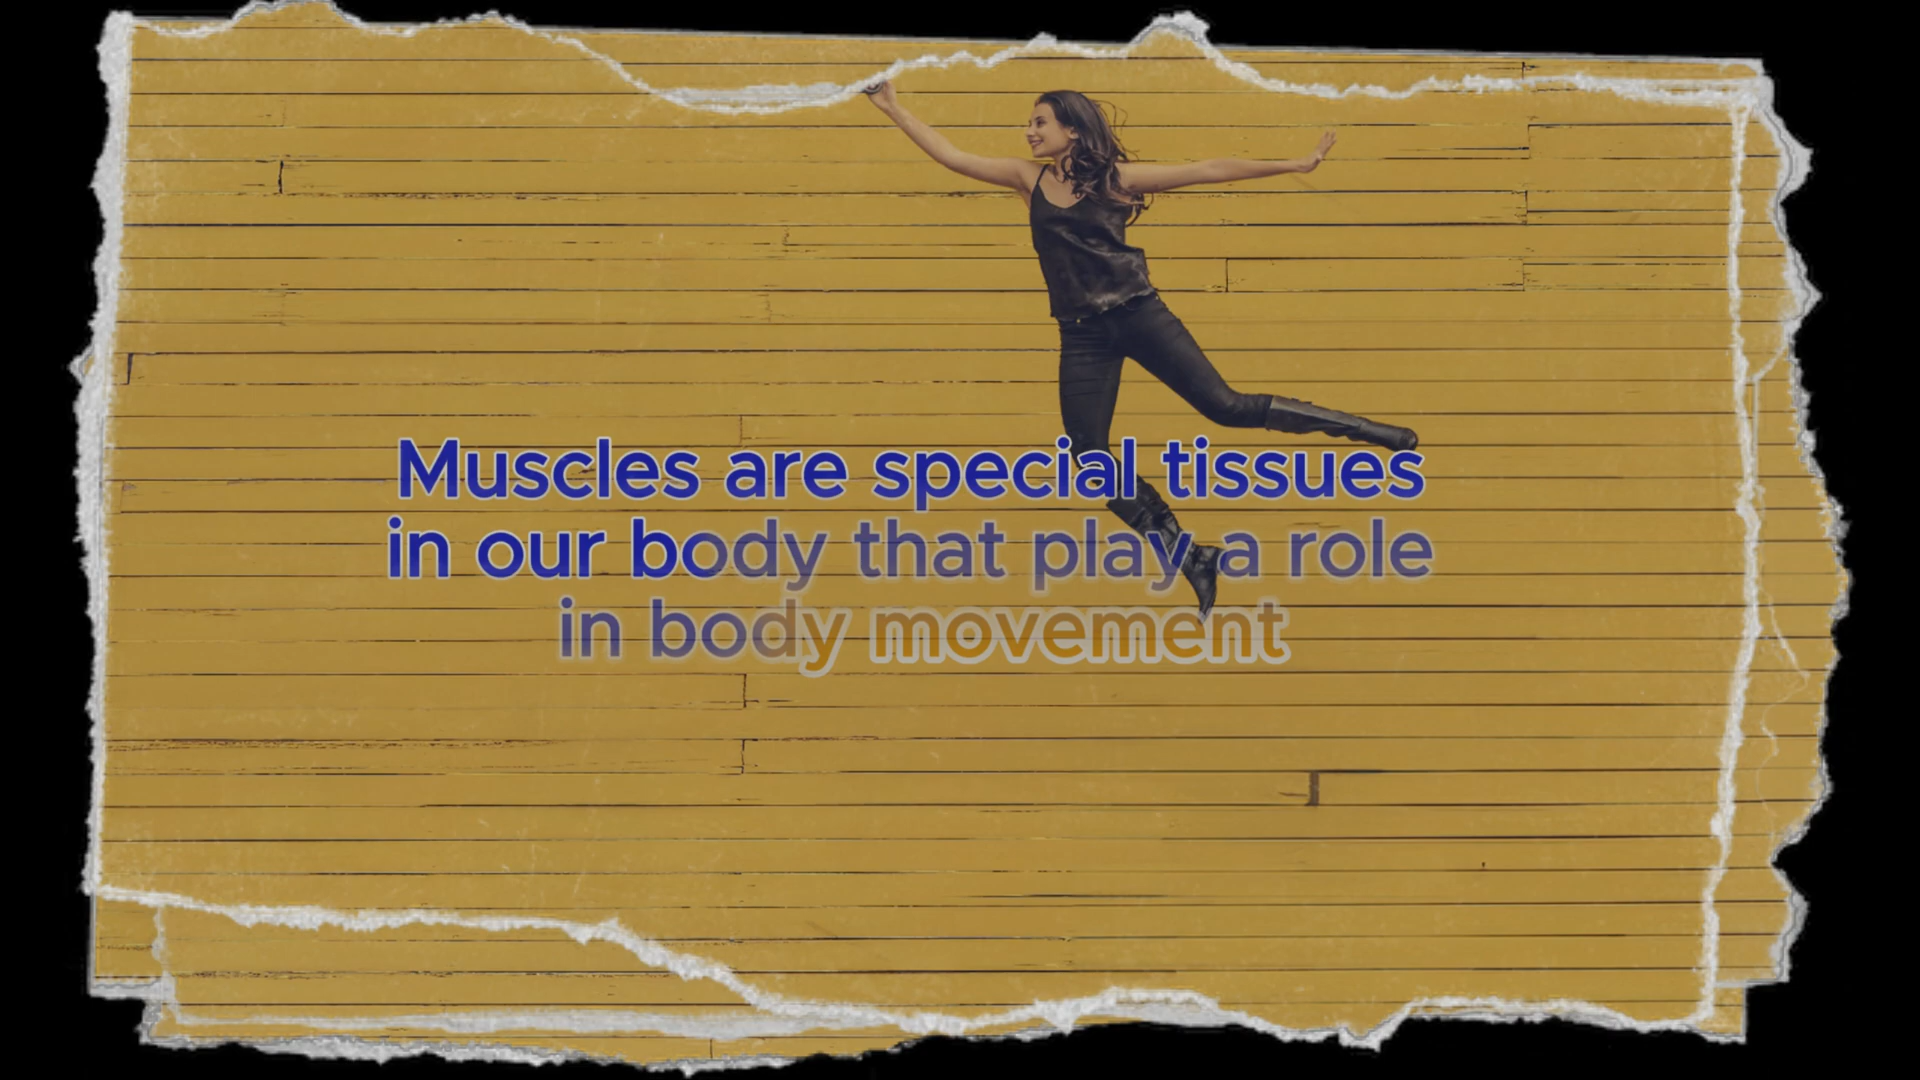 Muscles are special tissues
in our body that play a role
in body movement